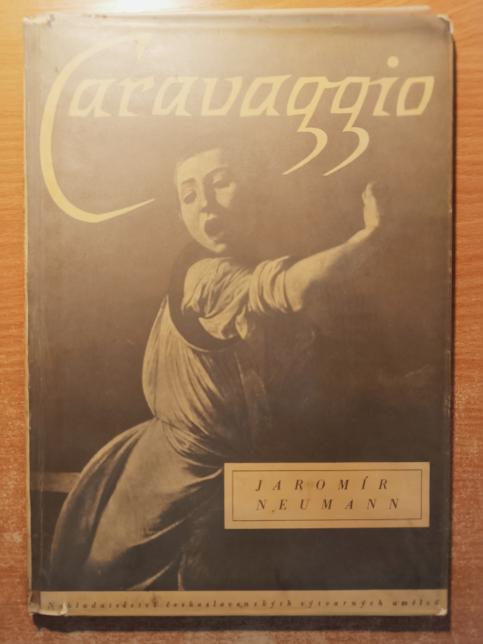 Caravaggio
JAROMÍR
NEUMANN
Nakladatelství československých výtvarných umělců